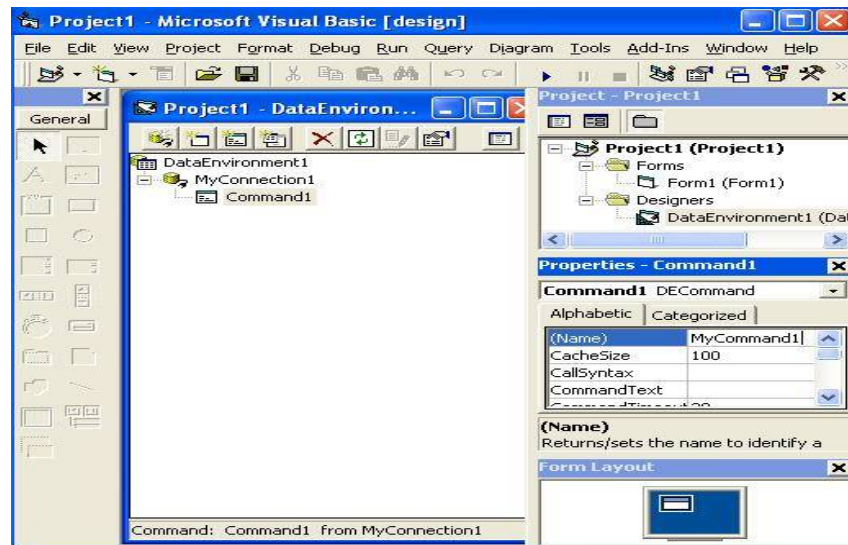 Project1 - Microsoft Visual Basic [design]
File Edit View Project Format Debug Run Query Diagram Tools Add-Ins Window Help
General
Project1 - DataEnviron...
DataEnvironment1
MyConnection1
Command1
Command: Command1 from MyConnection1
Project - Project1
Project1 (Project1)
Forms
Form1 (Form1)
Designers
DataEnvironment1 (Dat
Properties - Command1
Command1 DECommand
Alphabetic Categorized
(Name) MyCommand1
CacheSize 100
CallSyntax
CommandText
CommandTimeout 30
(Name)
Returns/sets the name to identify a
Form Layout